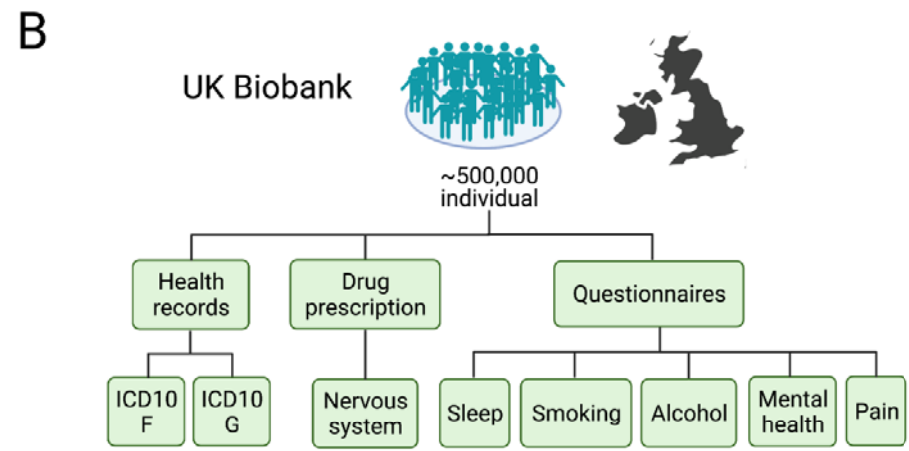 B
UK Biobank
~500,000
individual
Health
records
Drug
prescription
Questionnaires
ICD10
F
ICD10
G
Nervous
system
Sleep
Smoking
Alcohol
Mental
health
Pain